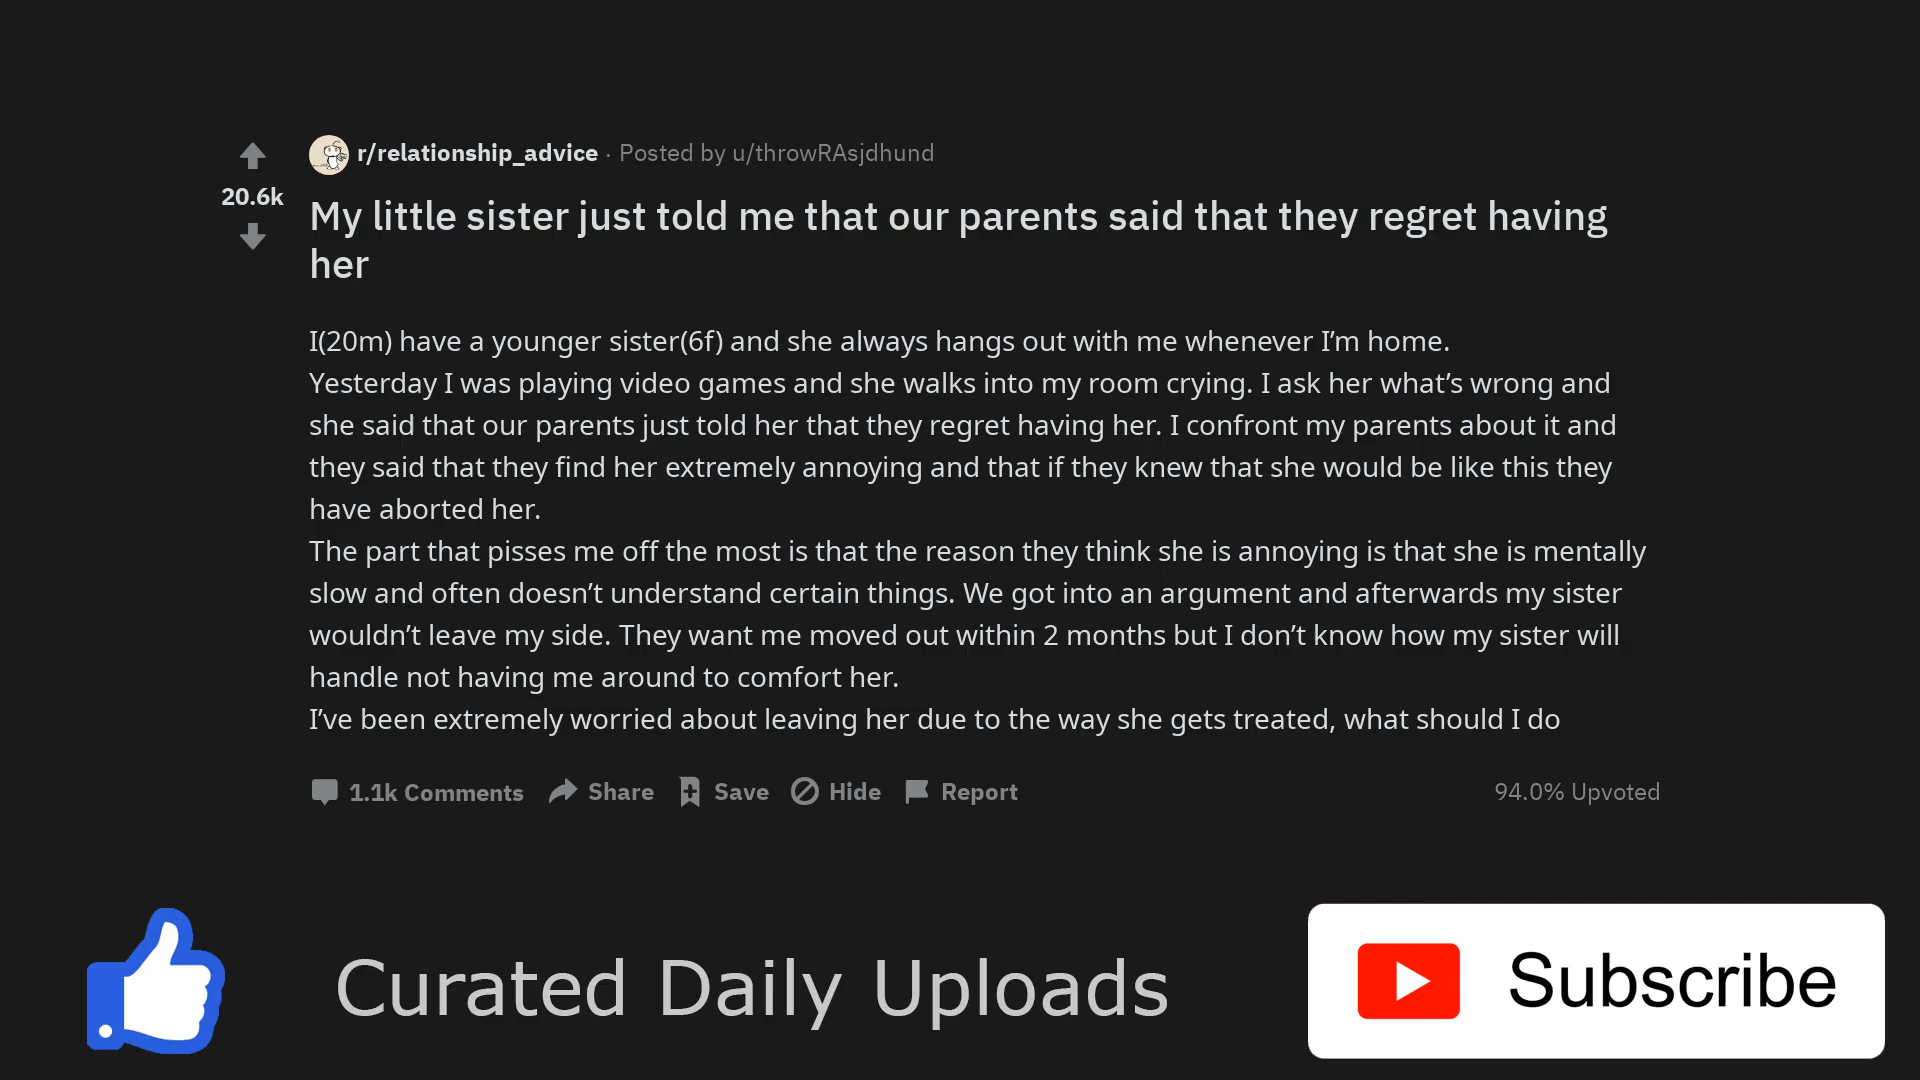 r/relationship_advice · Posted by u/throwRAsjdhund
20.6k
My little sister just told me that our parents said that they regret having
her
I(20m) have a younger sister(6f) and she always hangs out with me whenever I’m home.
Yesterday I was playing video games and she walks into my room crying. I ask her what’s wrong and
she said that our parents just told her that they regret having her. I confront my parents about it and
they said that they find her extremely annoying and that if they knew that she would be like this they
have aborted her.
The part that pisses me off the most is that the reason they think she is annoying is that she is mentally
slow and often doesn’t understand certain things. We got into an argument and afterwards my sister
wouldn’t leave my side. They want me moved out within 2 months but I don’t know how my sister will
handle not having me around to comfort her.
I’ve been extremely worried about leaving her due to the way she gets treated, what should I do
1.1k Comments Share Save Hide Report 94.0% Upvoted
Curated Daily Uploads
Subscribe